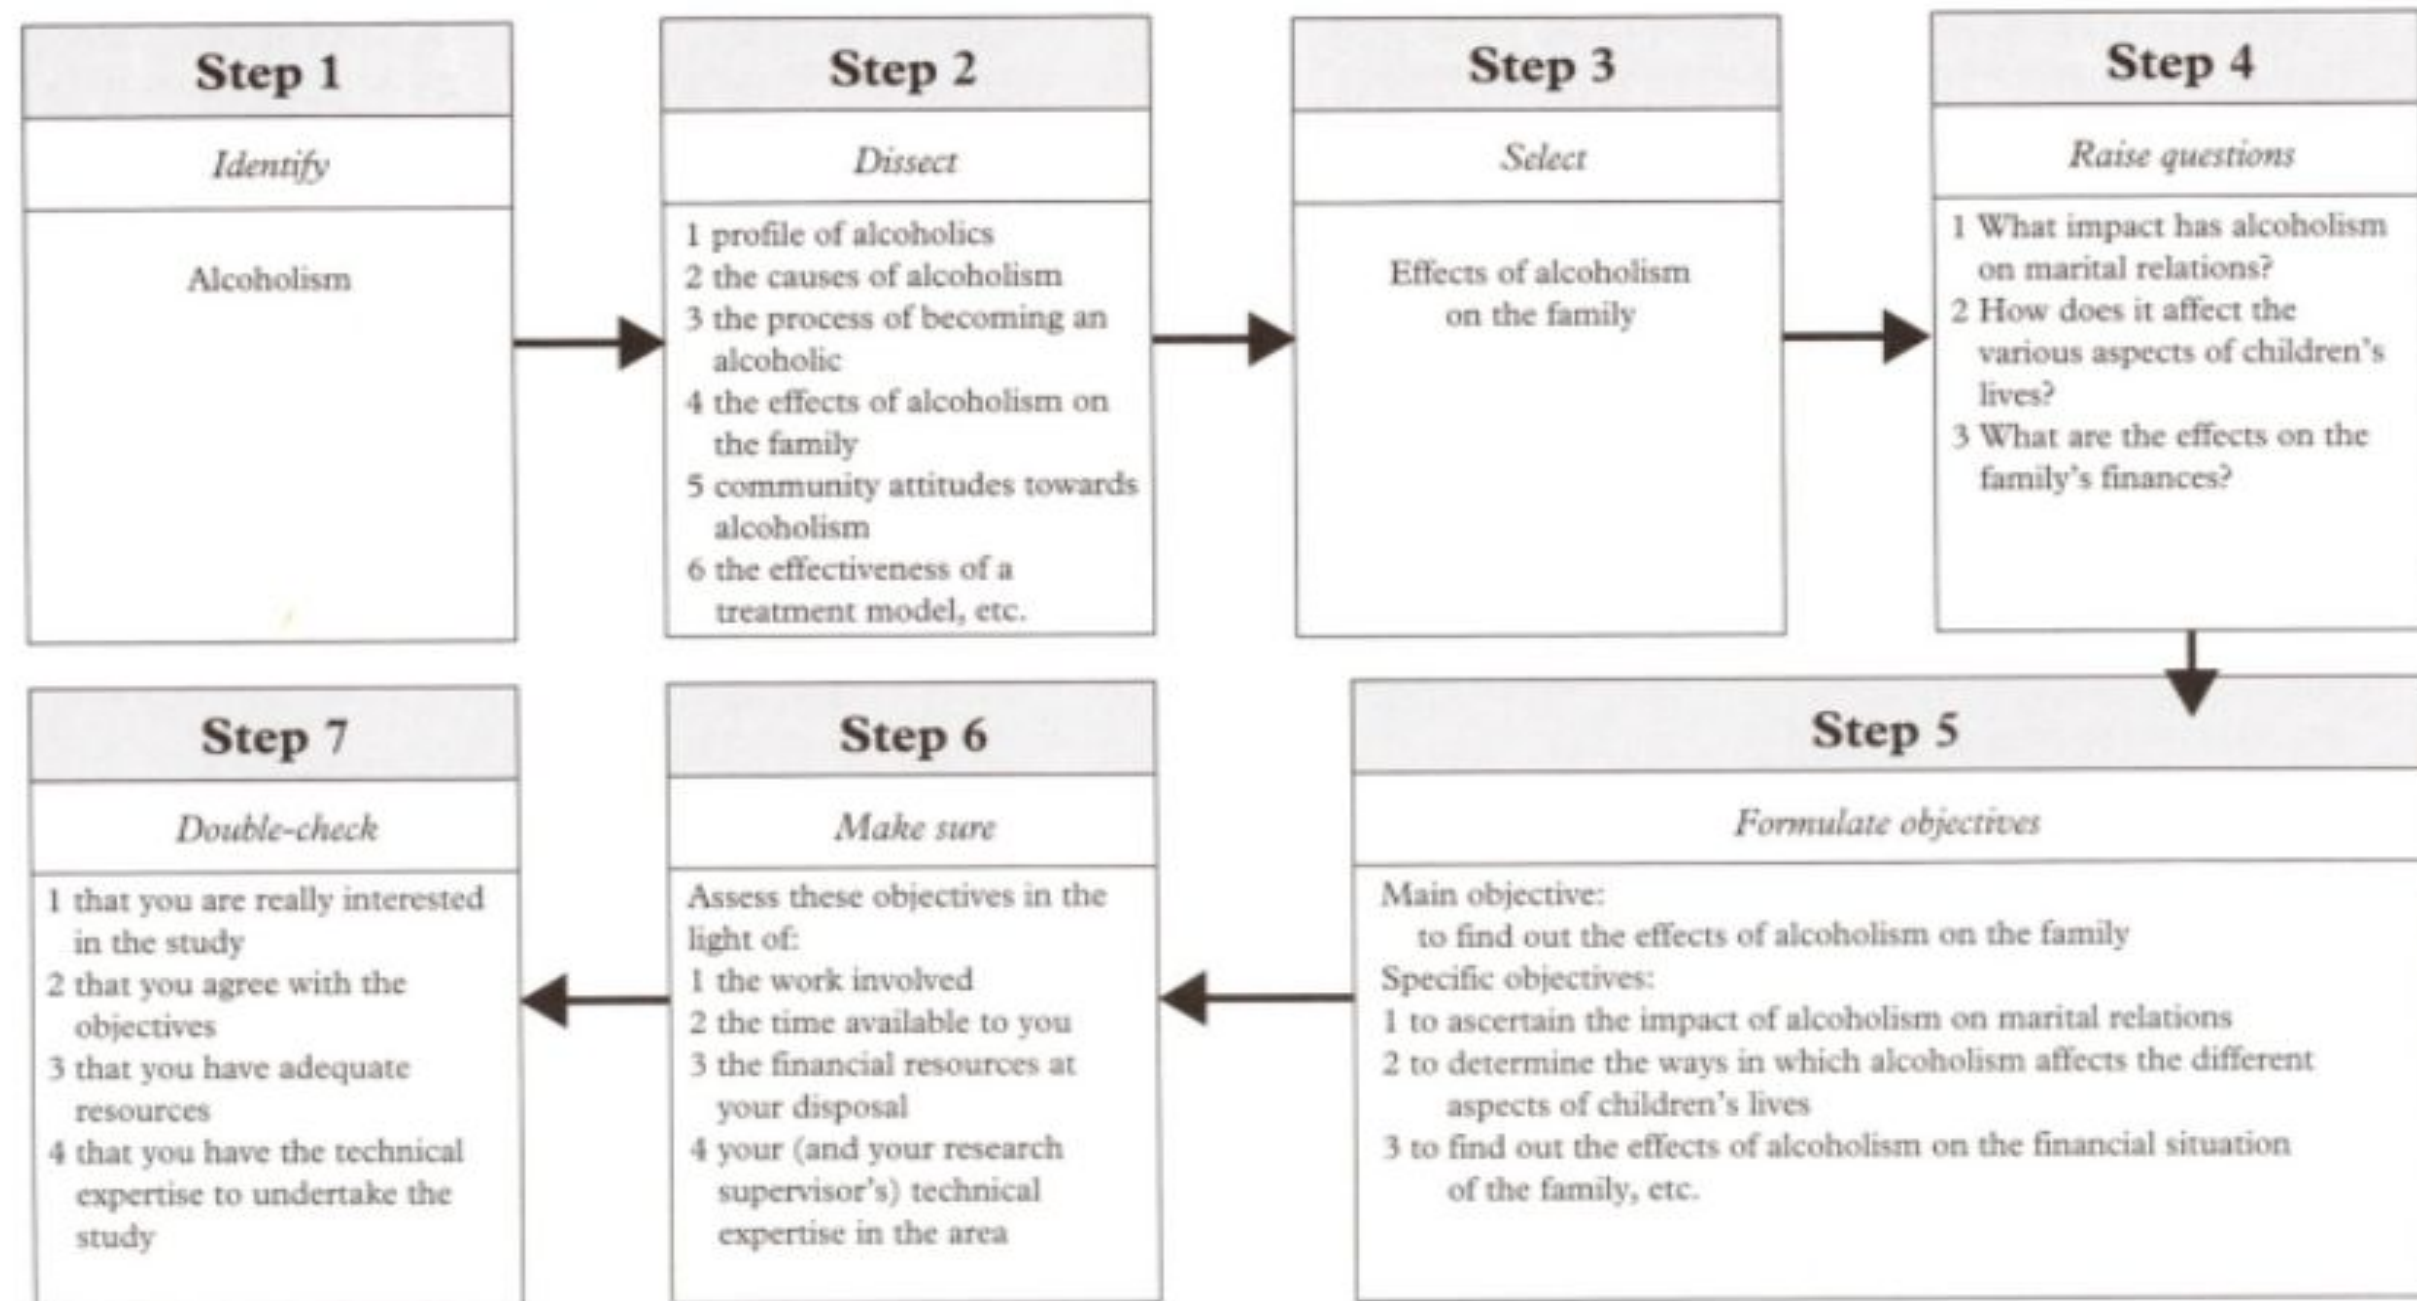 Step 1
Identify
Alcoholism
Step 2
Dissect
1 profile of alcoholics
2 the causes of alcoholism
3 the process of becoming an
alcoholic
4 the effects of alcoholism on
the family
5 community attitudes towards
alcoholism
6 the effectiveness of a
treatment model, etc.
Step 3
Select
Effects of alcoholism
on the family
Step 4
Raise questions
1 What impact has alcoholism
on marital relations?
2 How does it affect the
various aspects of children's
lives?
3 What are the effects on the
family's finances?
Step 5
Formulate objectives
Main objective:
to find out the effects of alcoholism on the family
Specific objectives:
1 to ascertain the impact of alcoholism on marital relations
2 to determine the ways in which alcoholism affects the different
aspects of children's lives
3 to find out the effects of alcoholism on the financial situation
of the family, etc.
Step 6
Make sure
Assess these objectives in the
light of:
1 the work involved
2 the time available to you
3 the financial resources at
your disposal
4 your (and your research
supervisor's) technical
expertise in the area
Step 7
Double-check
1 that you are really interested
in the study
2 that you agree with the
objectives
3 that you have adequate
resources
4 that you have the technical
expertise to undertake the
study